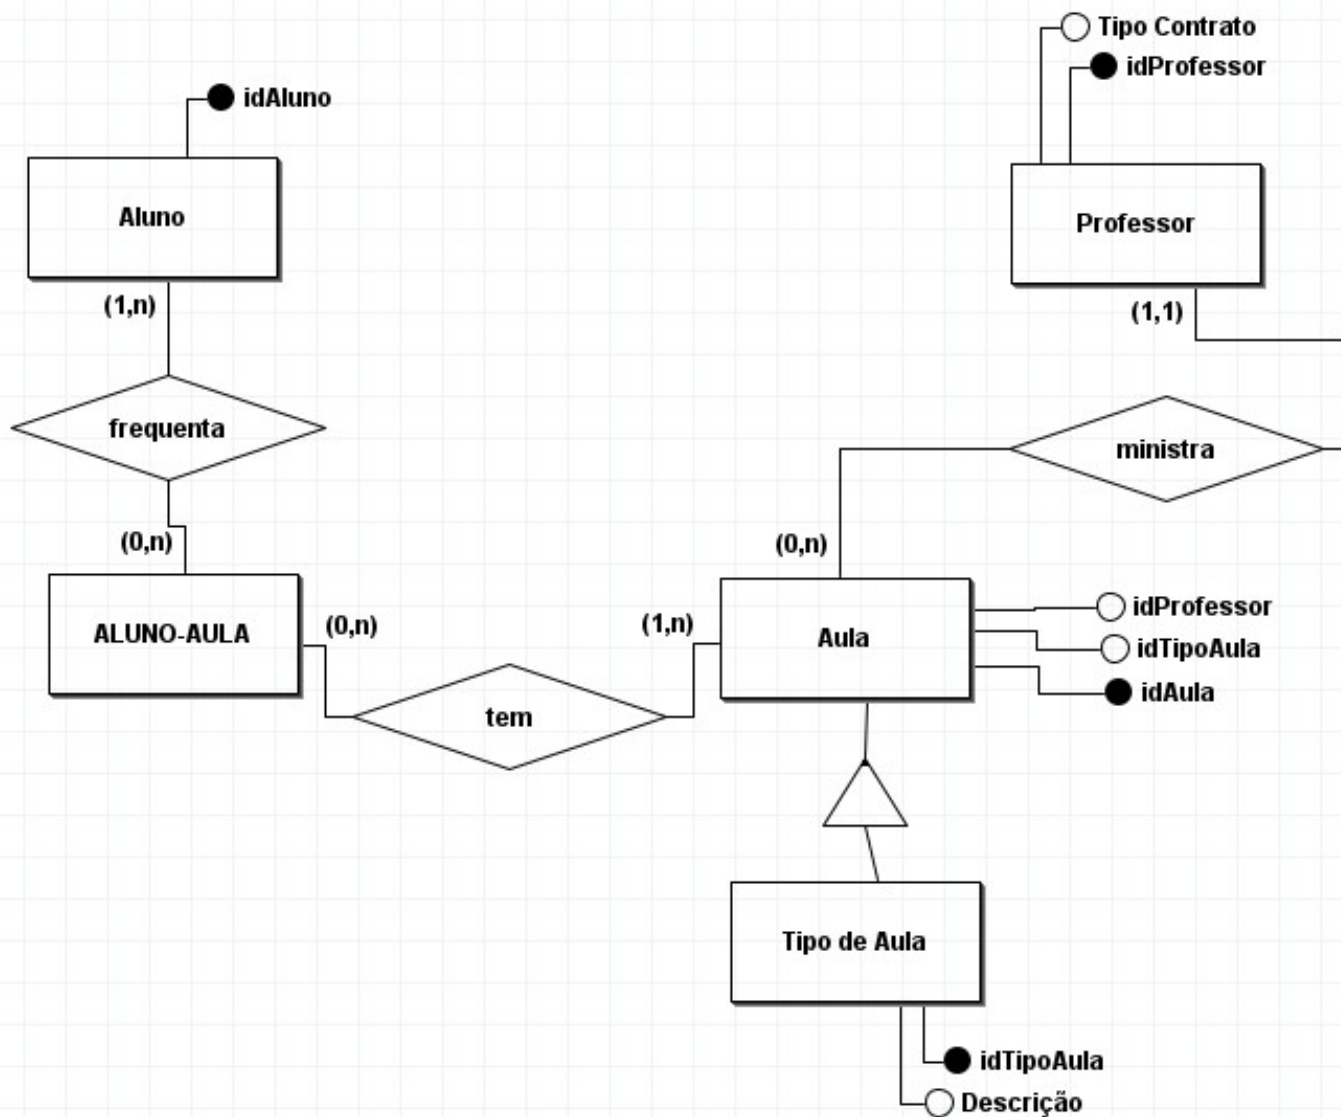 Tipo Contrato
idProfessor
idAluno
Aluno
Professor
(1,n)
(1,1)
frequenta
ministra
(0,n)
(0,n)
idProfessor
ALUNO-AULA
(0,n)
(1,n)
Aula
idTipoAula
idAula
tem
Tipo de Aula
idTipoAula
Descrição